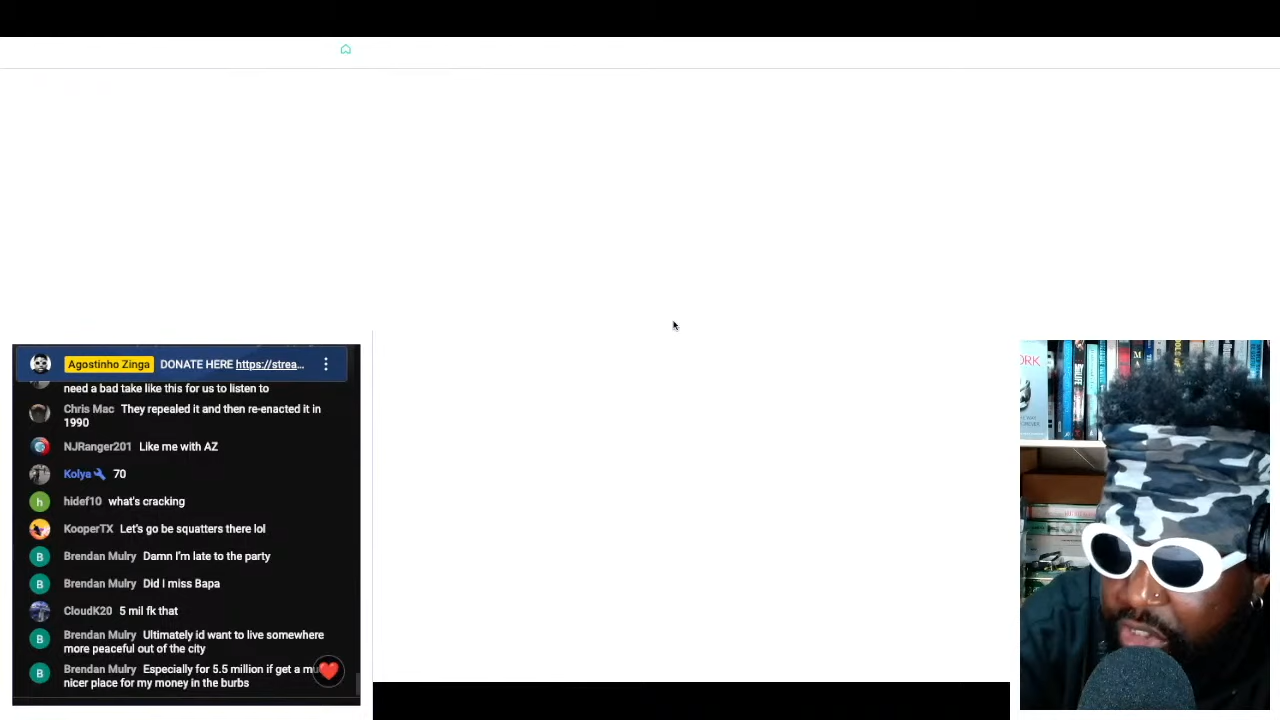 Agostinho Zinga DONATE HERE https://strea...
need a bad take like this for us to listen to
Chris Mac They repealed it and then re-enacted it in
1990
NJRanger201 Like me with AZ
Kolya 70
h hidef10 what's cracking
KooperTX Let's go be squatters there lol
B Brendan Mulry Damn I'm late to the party
B Brendan Mulry Did I miss Bapa
CloudK20 5 mil fk that
B Brendan Mulry Ultimately id want to live somewhere
more peaceful out of the city
B Brendan Mulry Especially for 5.5 million if get a
nicer place for my money in the burbs
ORK